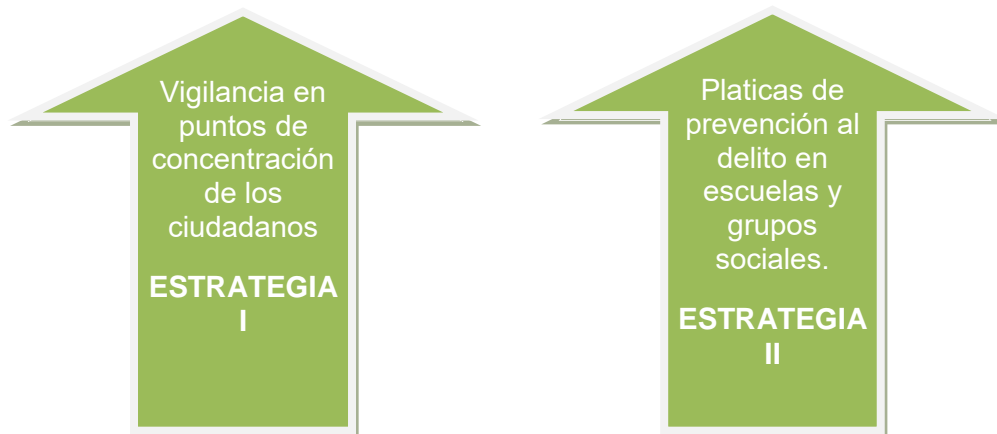 Vigilancia en
puntos de
concentración
de los
ciudadanos
ESTRATEGIA
I
Platicas de
prevención al
delito en
escuelas y
grupos
sociales.
ESTRATEGIA
II